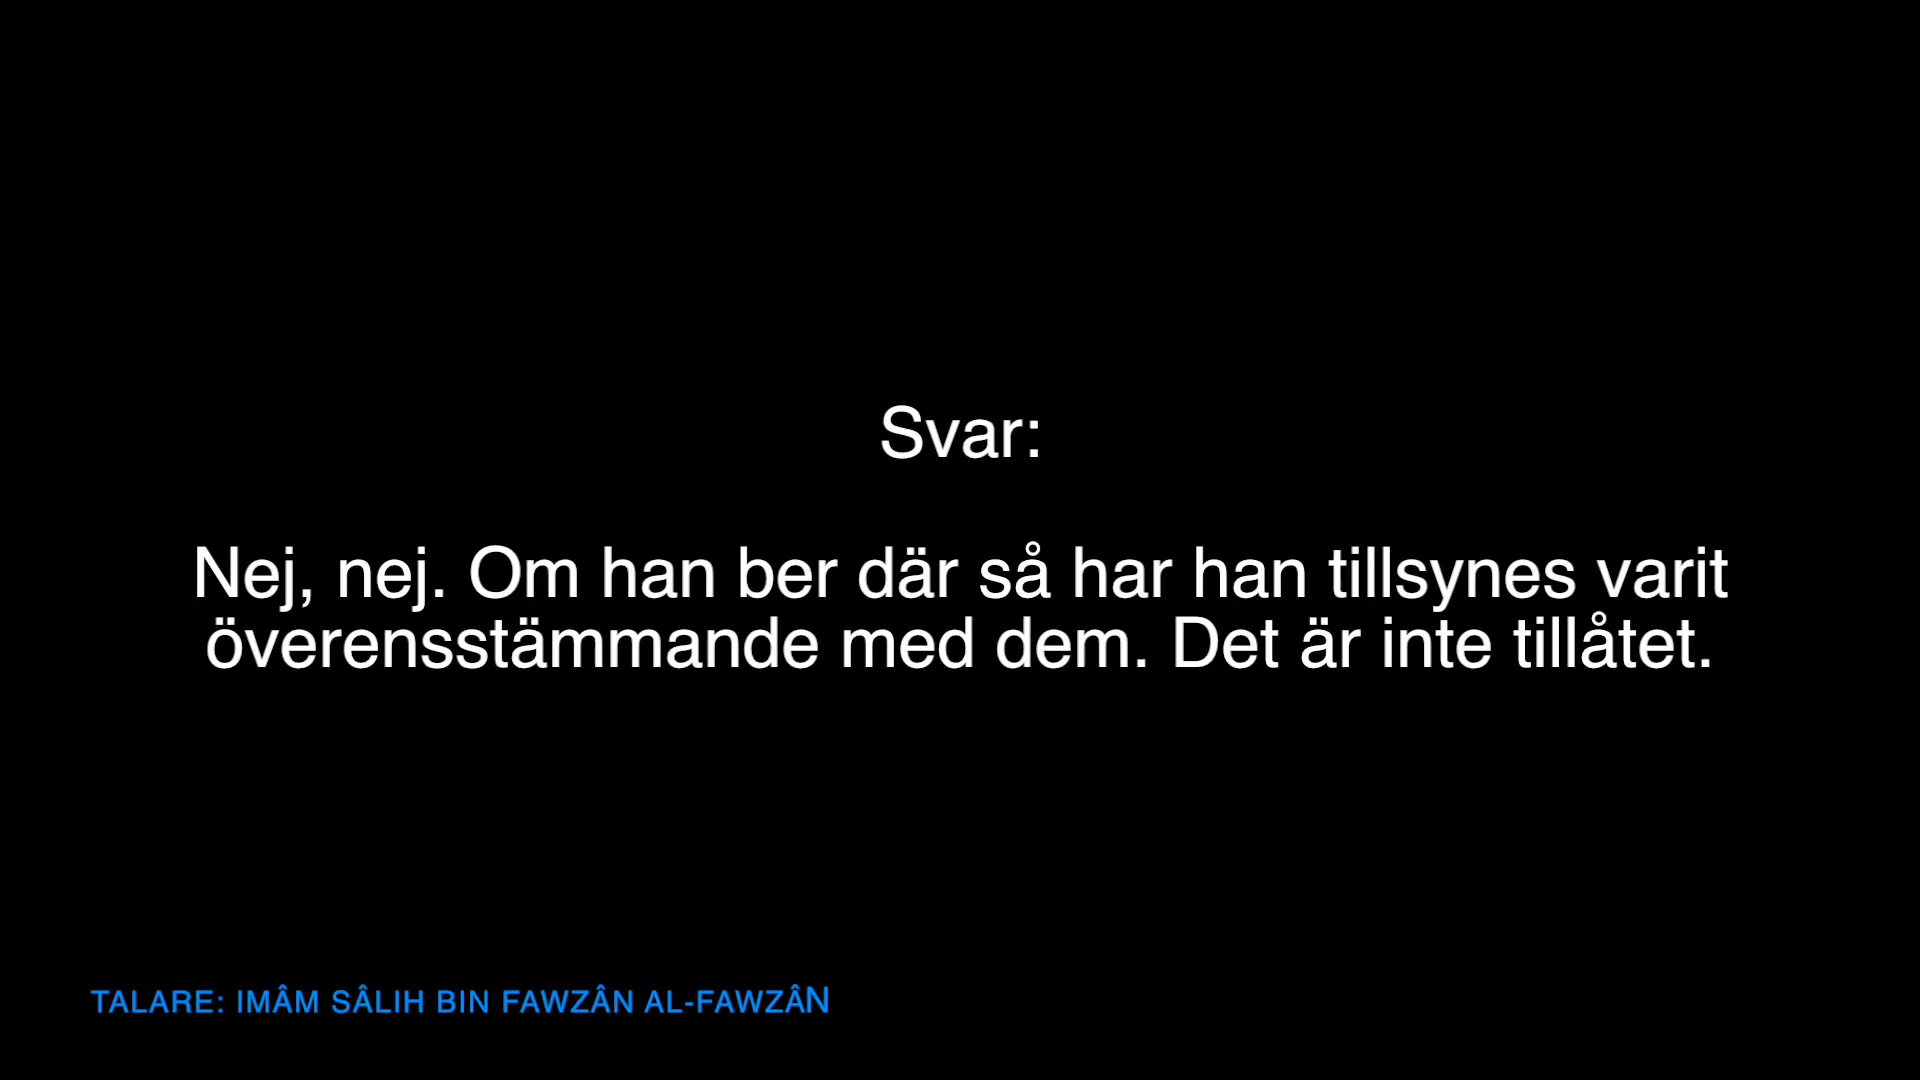 Svar:
Nej, nej. Om han ber där så har han tillsynes varit
överensstämmande med dem. Det är inte tillåtet.
TALARE: IMÂM SÂLIH BIN FAWZÂN AL-FAWZÂN